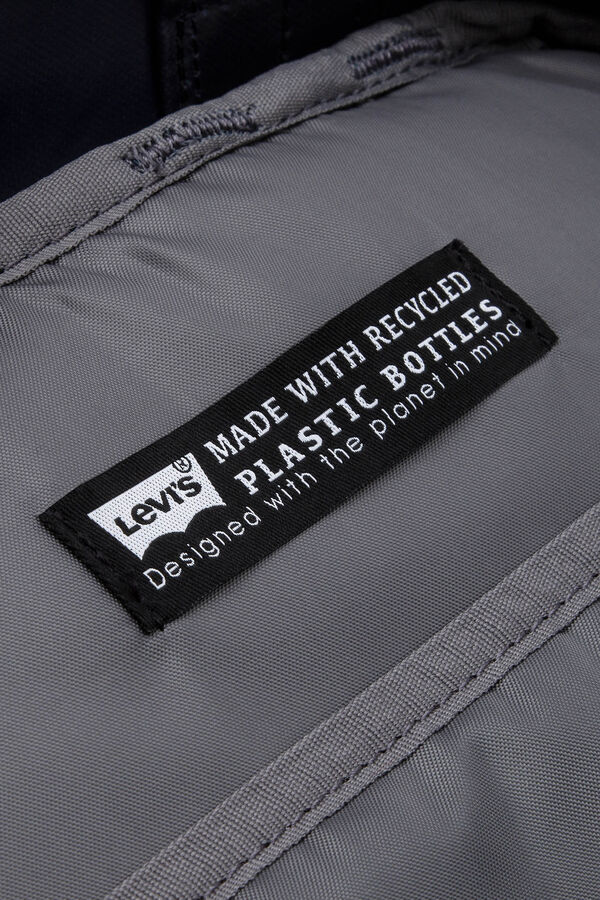 Levi's®
MADE WITH RECYCLED
PLASTIC BOTTLES
Designed with the planet in mind